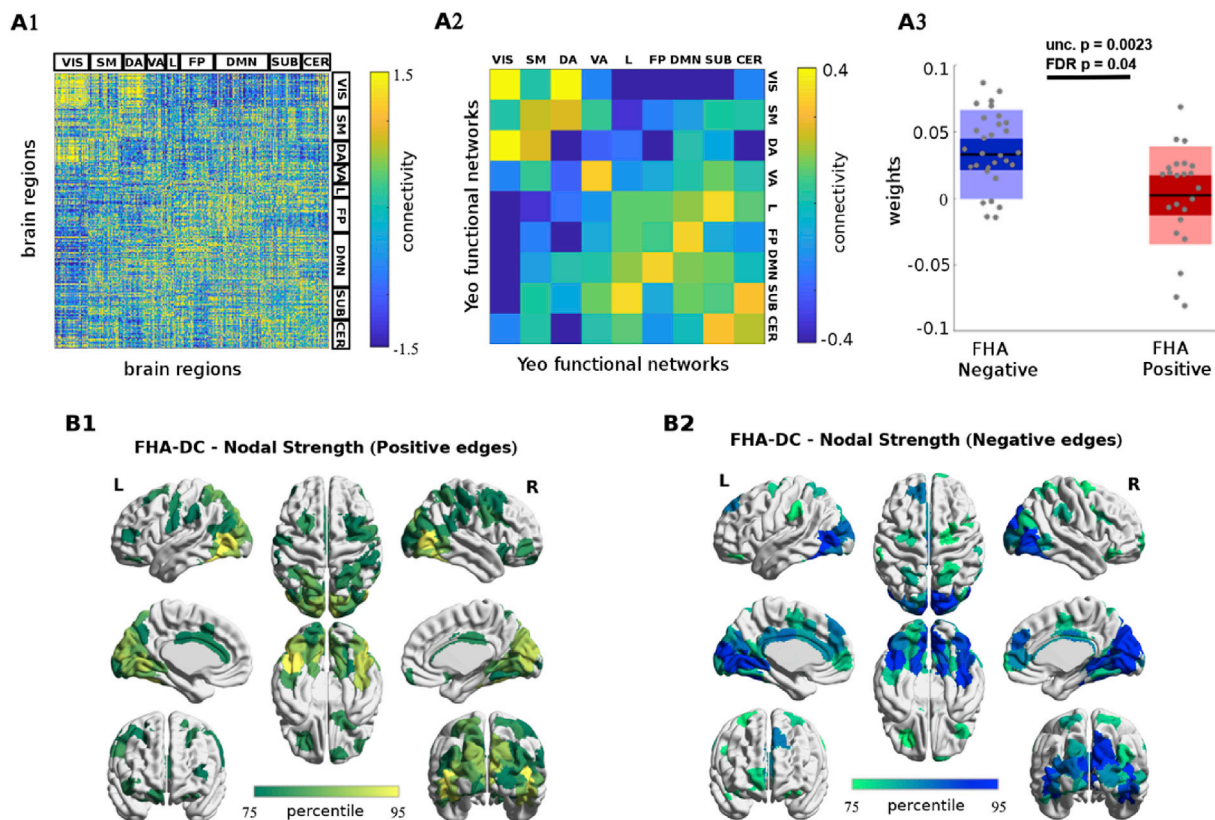 A1
VIS SM DA VA L FP DMN SUB CER
VIS
SM
DA
VA
L
FP
DMN
SUB
CER
brain regions
brain regions
1.5
connectivity
-1.5
A2
VIS SM DA VA L FP DMN SUB CER
VIS
SM
DA
VA
L
FP
DMN
SUB
CER
Yeo functional networks
Yeo functional networks
0.4
connectivity
-0.4
A3
unc. p = 0.0023
FDR p = 0.04
0.1
0.05
0
-0.05
-0.1
weights
FHA
Negative
FHA
Positive
B1
FHA-DC - Nodal Strength (Positive edges)
L
R
75
percentile
95
B2
FHA-DC - Nodal Strength (Negative edges)
L
R
75
percentile
95